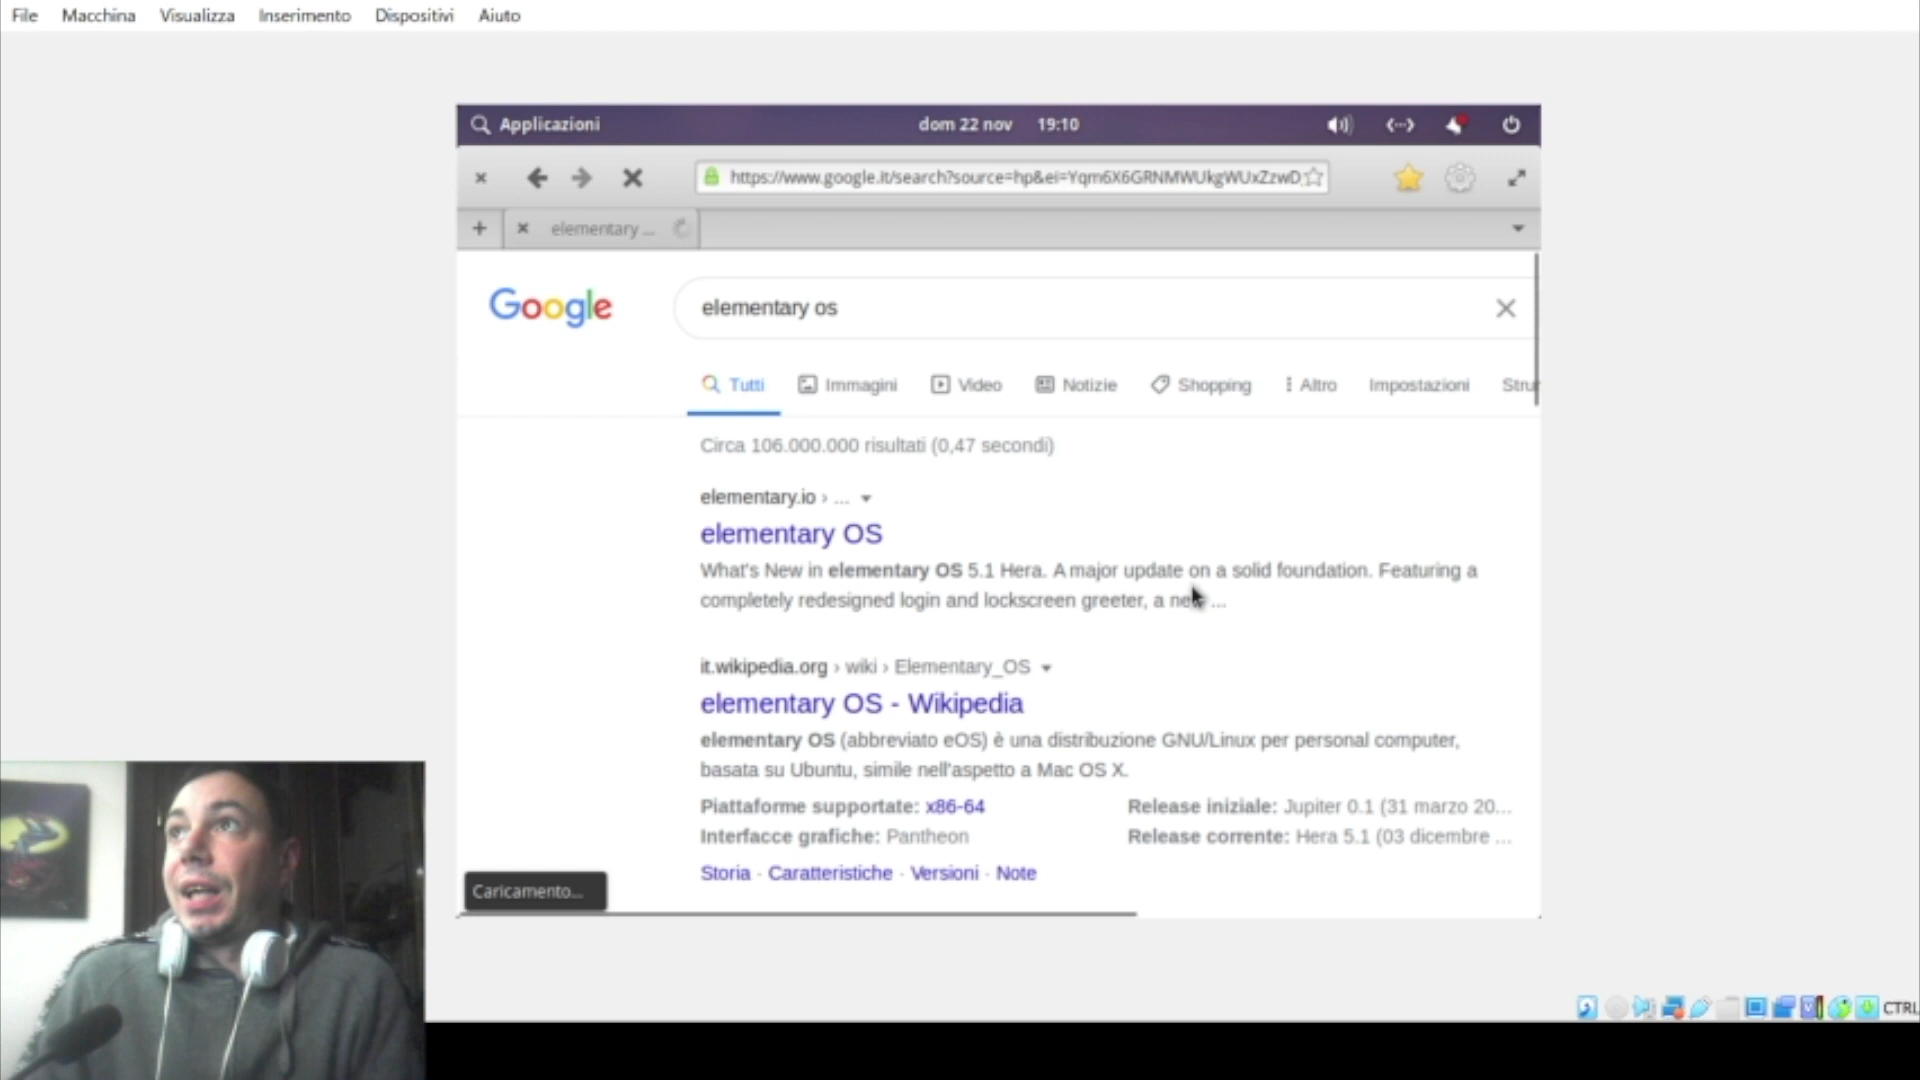 File Macchina Visualizza Inserimento Dispositivi Aiuto
Applicazioni dom 22 nov 19:10
https://www.google.it/search?source=hp&ei=Yqm6X6GRNMWUkgWUxZzwD
elementary ...
Google elementary os
Tutti Immagini Video Notizie Shopping Altro Impostazioni Stru
Circa 106.000.000 risultati (0,47 secondi)
elementary.io › ...
elementary OS
What's New in elementary OS 5.1 Hera. A major update on a solid foundation. Featuring a
completely redesigned login and lockscreen greeter, a new ...
it.wikipedia.org › wiki › Elementary_OS
elementary OS - Wikipedia
elementary OS (abbreviato eOS) è una distribuzione GNU/Linux per personal computer,
basata su Ubuntu, simile nell'aspetto a Mac OS X.
Piattaforme supportate: x86-64 Release iniziale: Jupiter 0.1 (31 marzo 20...
Interfacce grafiche: Pantheon Release corrente: Hera 5.1 (03 dicembre ...
Storia · Caratteristiche · Versioni · Note
Caricamento...
CTRL